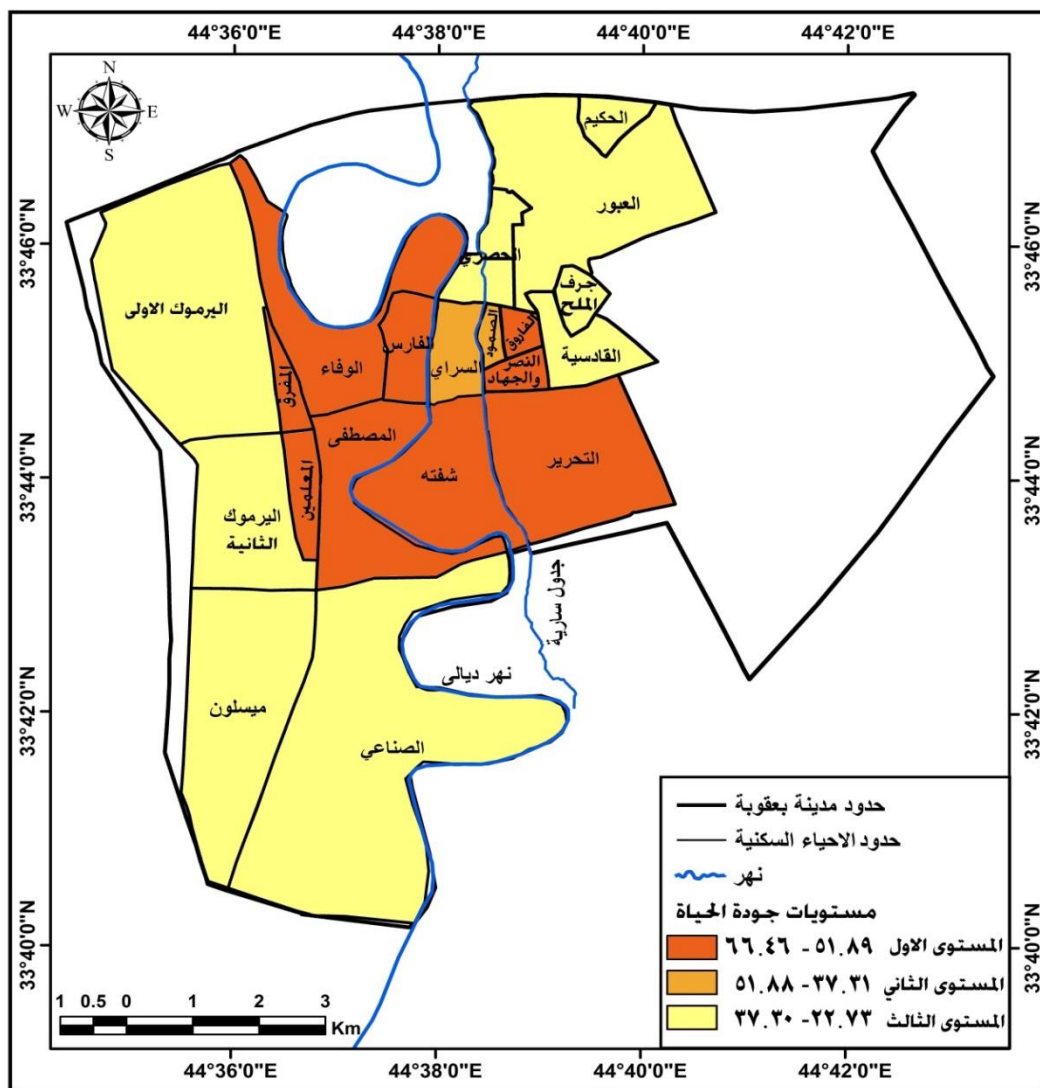 44°36'0"E
44°38'0"E
44°40'0"E
44°42'0"E
N
W
E
S
33°46'0"N
33°46'0"N
33°44'0"N
33°44'0"N
33°42'0"N
33°42'0"N
33°40'0"N
33°40'0"N
الحكيم
العبور
الحصري
جرف
الملح
اليرموك الاولى
الصمود
الفاروق
الفارس
القادسية
النصر
والجهاد
السراي
الوفاء
المفرق
المصطفى
التحرير
شفته
المعلمين
اليرموك
الثانية
جدول سارية
نهر ديالى
ميسلون
الصناعي
حدود مدينة بعقوبة
حدود الاحياء السكنية
نهر
مستويات جودة الحياة
المستوى الاول ٥١.٨٩ - ٦٦.٤٦
المستوى الثاني ٣٧.٣١ - ٥١.٨٨
المستوى الثالث ٢٢.٧٣ - ٣٧.٣٠
1 0.5 0 1 2 3
Km
44°36'0"E
44°38'0"E
44°40'0"E
44°42'0"E